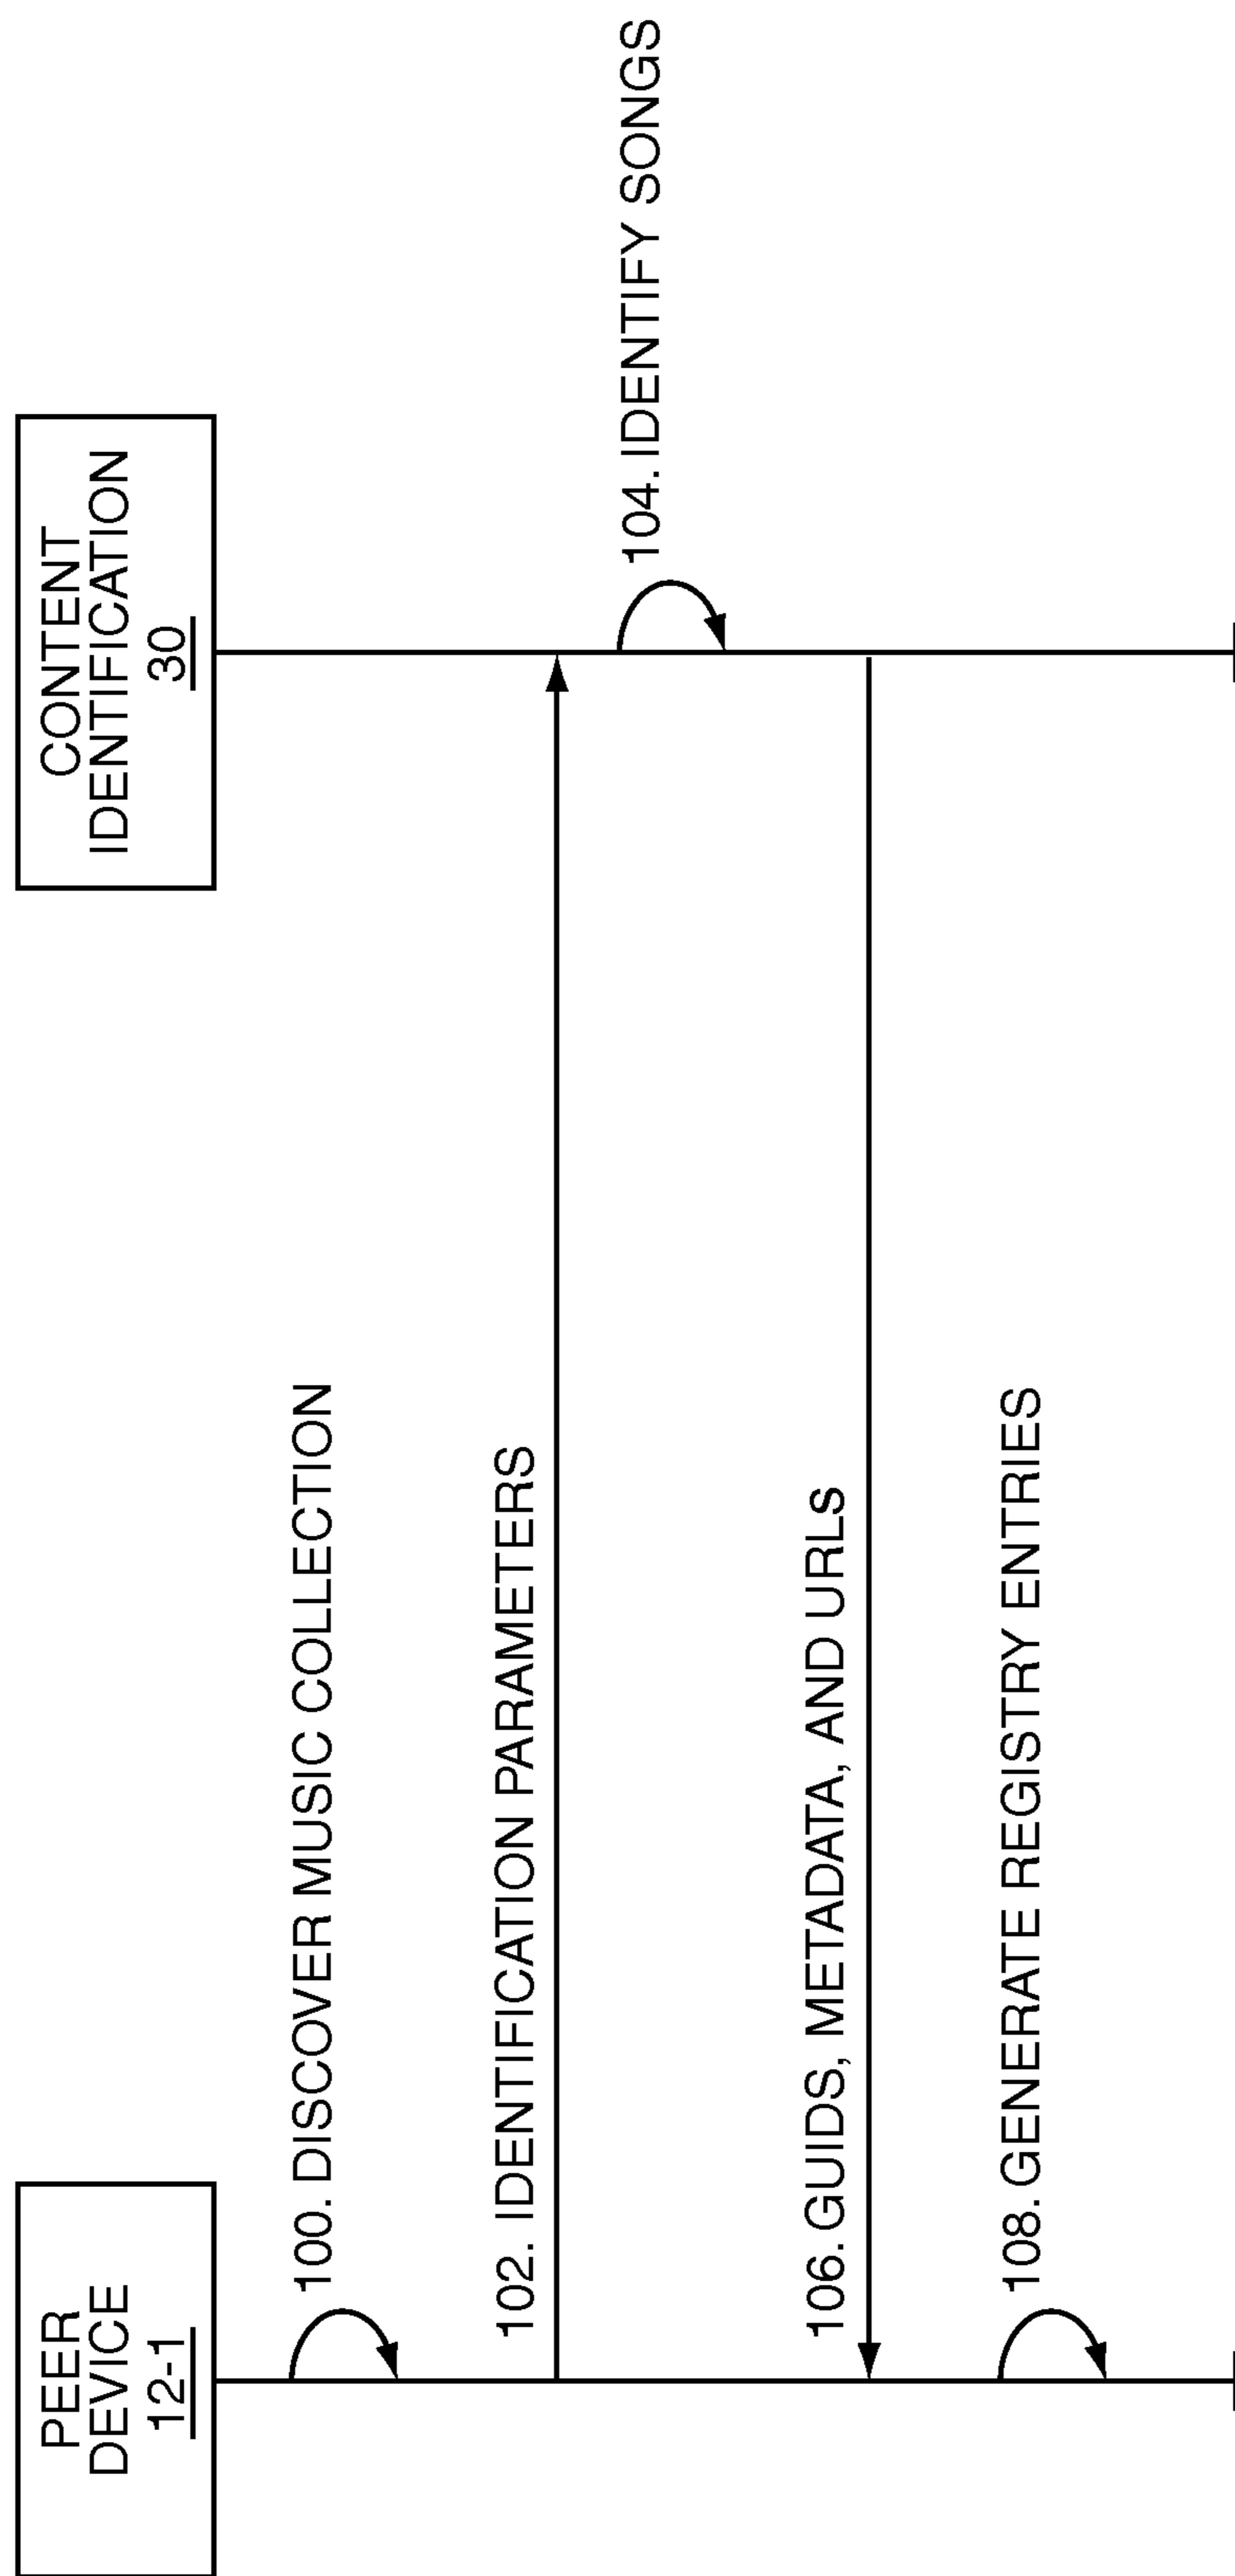 PEER
DEVICE
12-1
CONTENT
IDENTIFICATION
30
100. DISCOVER MUSIC COLLECTION
102. IDENTIFICATION PARAMETERS
104. IDENTIFY SONGS
106. GUIDS, METADATA, AND URLs
108. GENERATE REGISTRY ENTRIES